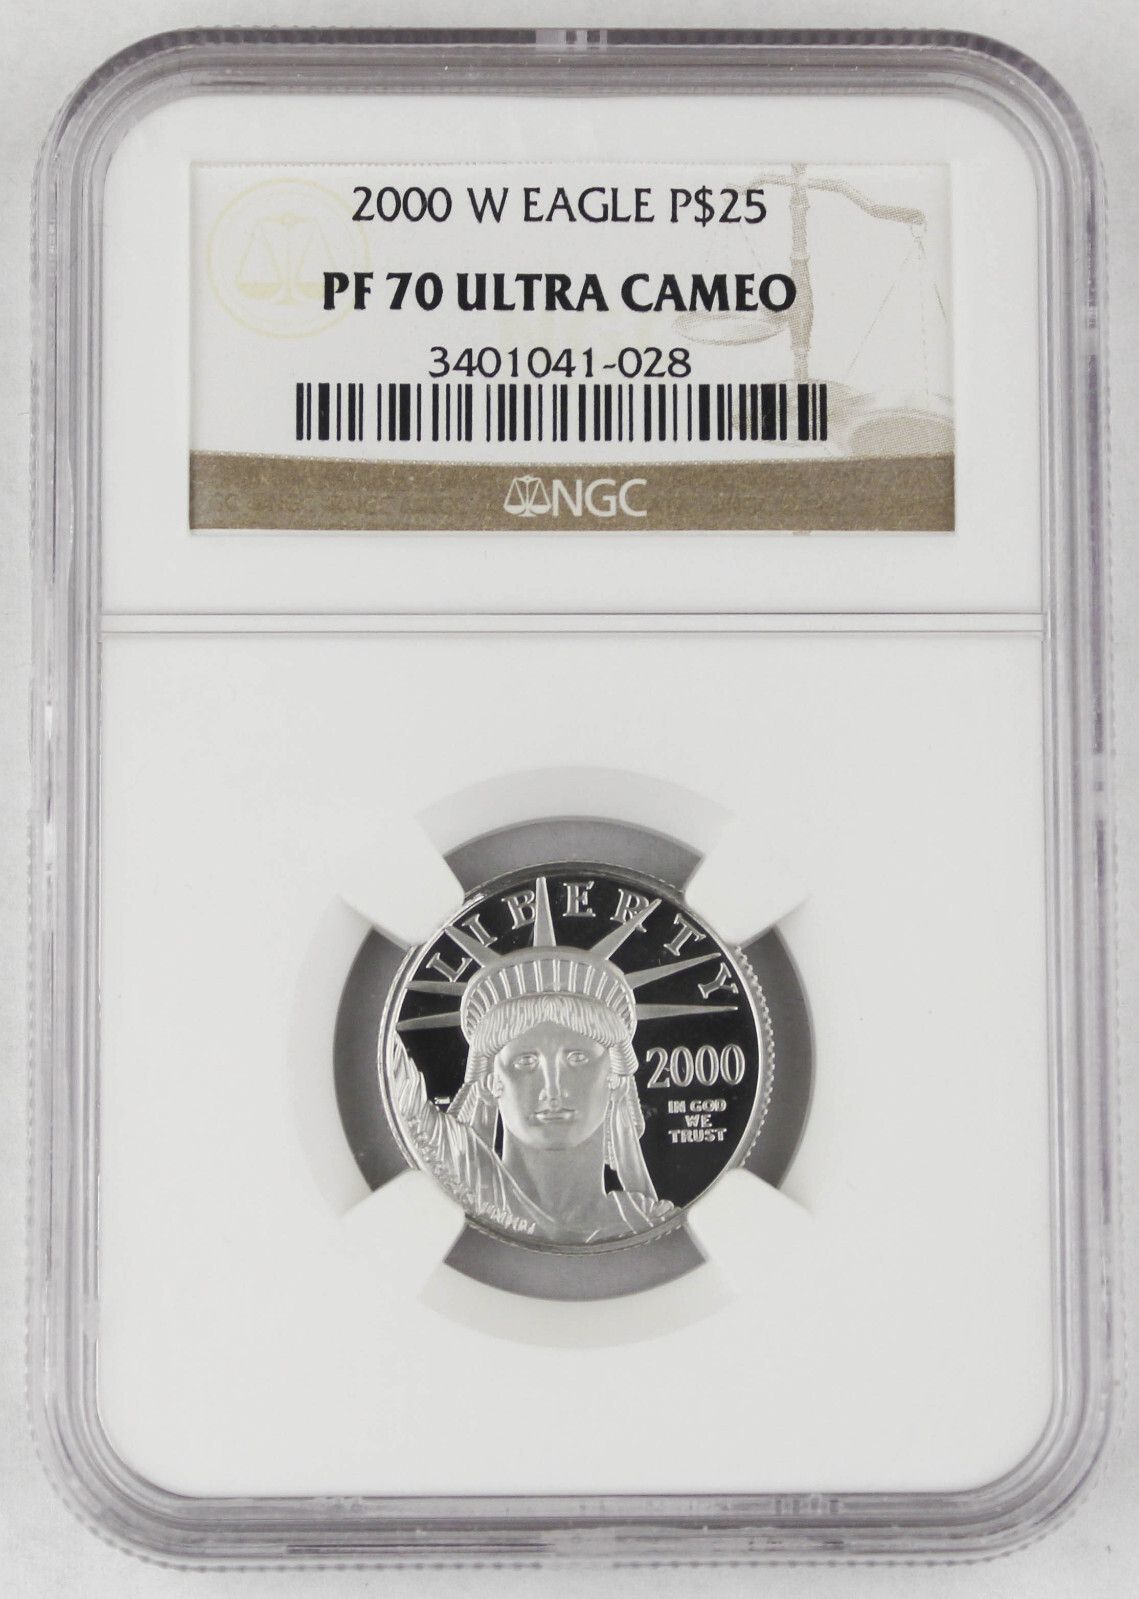 2000 W EAGLE P$25
PF 70 ULTRA CAMEO
3401041-028
NGC
LIBERTY
2000
IN GOD
WE
TRUST